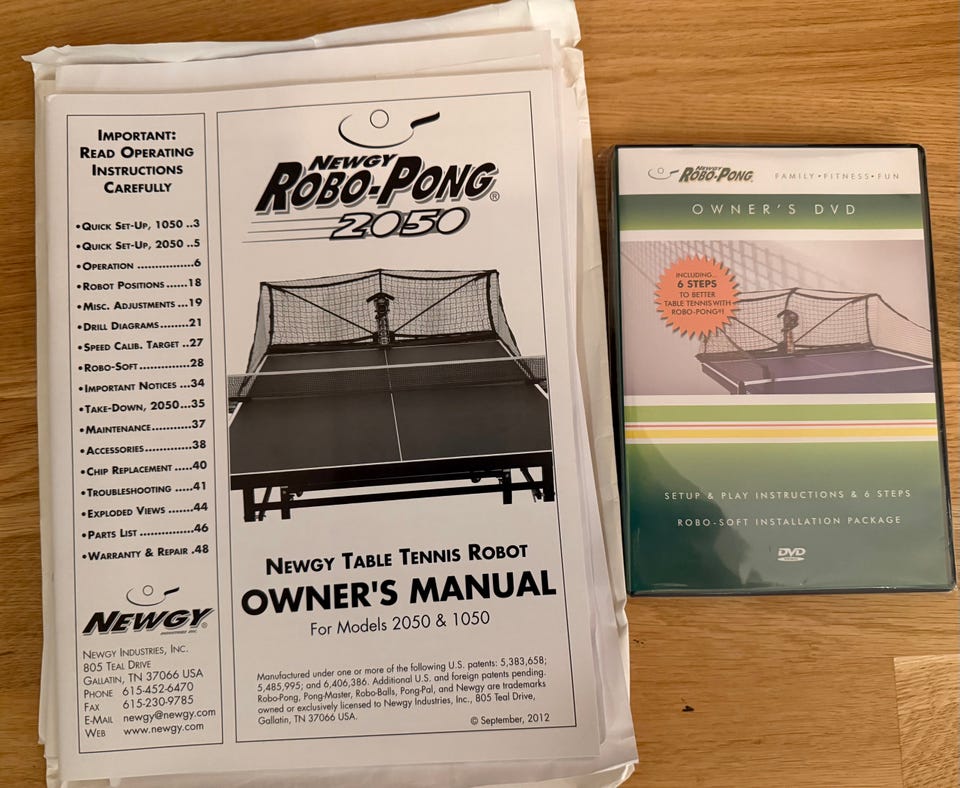 IMPORTANT:
READ OPERATING
INSTRUCTIONS
CAREFULLY
•QUICK SET-UP, 1050 ..3
•QUICK SET-UP, 2050 ..5
•OPERATION ...............6
•ROBOT POSITIONS ......18
•MISC. ADJUSTMENTS ...19
•DRILL DIAGRAMS........21
•SPEED CALIB. TARGET ..27
•ROBO-SOFT..............28
•IMPORTANT NOTICES ...34
•TAKE-DOWN, 2050...35
•MAINTENANCE............37
•ACCESSORIES.............38
•CHIP REPLACEMENT .....40
•TROUBLESHOOTING .....41
•EXPLODED VIEWS .......44
•PARTS LIST ................46
•WARRANTY & REPAIR .48
NEWGY®
INDUSTRIES, INC.
NEWGY INDUSTRIES, INC.
805 TEAL DRIVE
GALLATIN, TN 37066 USA
PHONE 615-452-6470
FAX 615-230-9785
E-MAIL newgy@newgy.com
WEB www.newgy.com
NEWGY
ROBO-PONG®
2050
NEWGY TABLE TENNIS ROBOT
OWNER'S MANUAL
For Models 2050 & 1050
Manufactured under one or more of the following U.S. patents: 5,383,658;
5,485,995; and 6,406,386. Additional U.S. and foreign patents pending.
Robo-Pong, Pong-Master, Robo-Balls, Pong-Pal, and Newgy are trademarks
owned or exclusively licensed to Newgy Industries, Inc., 805 Teal Drive,
Gallatin, TN 37066 USA.
© September, 2012
NEWGY
ROBO-PONG
FAMILY•FITNESS•FUN
OWNER'S DVD
INCLUDING...
6 STEPS
TO BETTER
TABLE TENNIS WITH
ROBO-PONG!
SETUP & PLAY INSTRUCTIONS & 6 STEPS
ROBO-SOFT INSTALLATION PACKAGE
DVD